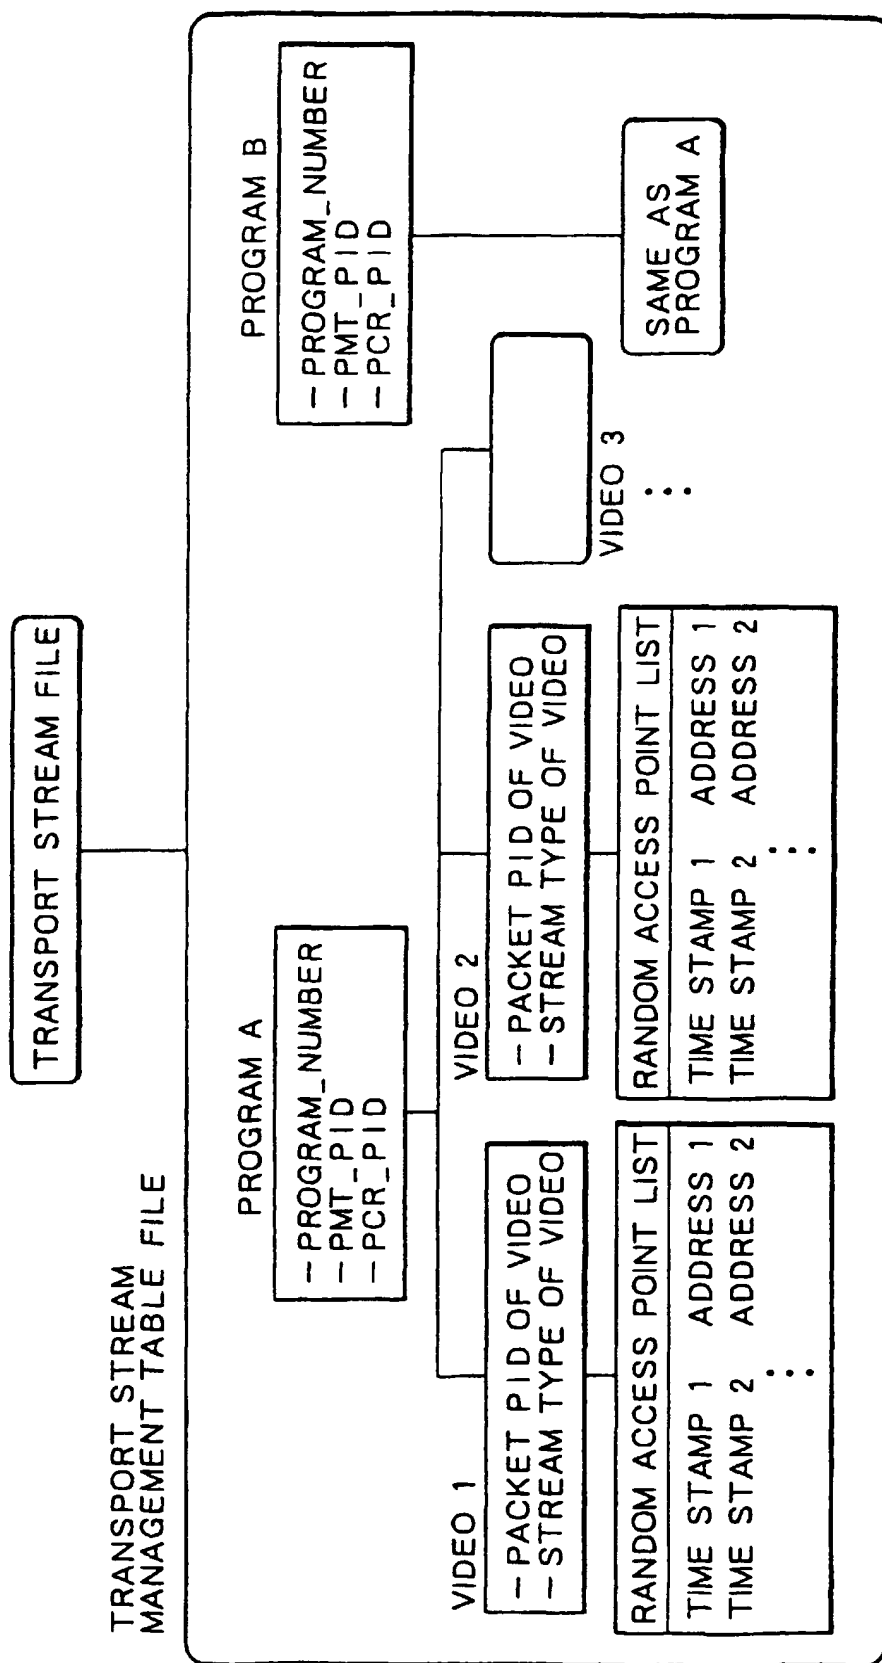 TRANSPORT STREAM FILE
TRANSPORT STREAM
MANAGEMENT TABLE FILE
PROGRAM A
– PROGRAM_NUMBER
– PMT_PID
– PCR_PID
PROGRAM B
– PROGRAM_NUMBER
– PMT_PID
– PCR_PID
VIDEO 1
– PACKET PID OF VIDEO
– STREAM TYPE OF VIDEO
RANDOM ACCESS POINT LIST
TIME STAMP 1 ADDRESS 1
TIME STAMP 2 ADDRESS 2
⋮
VIDEO 2
– PACKET PID OF VIDEO
– STREAM TYPE OF VIDEO
RANDOM ACCESS POINT LIST
TIME STAMP 1 ADDRESS 1
TIME STAMP 2 ADDRESS 2
⋮
VIDEO 3
⋮
SAME AS
PROGRAM A